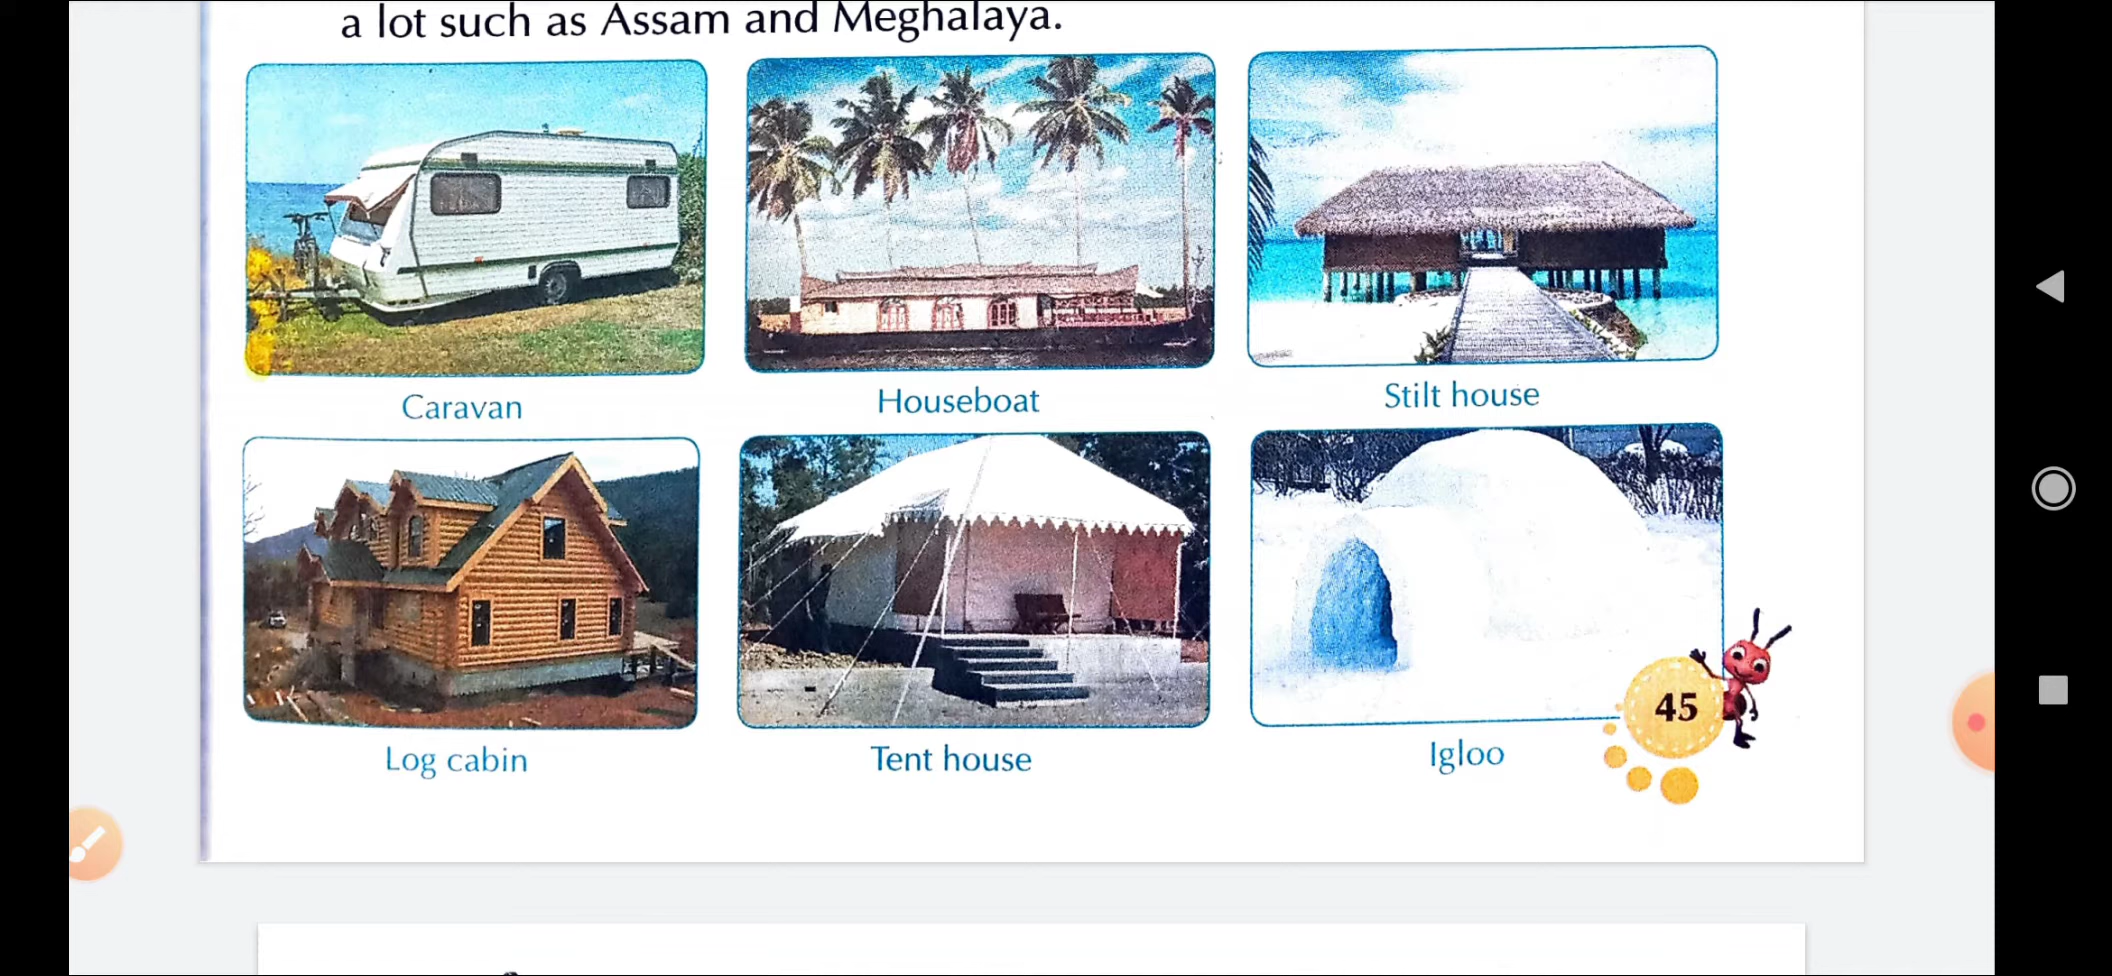 a lot such as Assam and Meghalaya.
Caravan
Houseboat
Stilt house
Log cabin
Tent house
Igloo
45